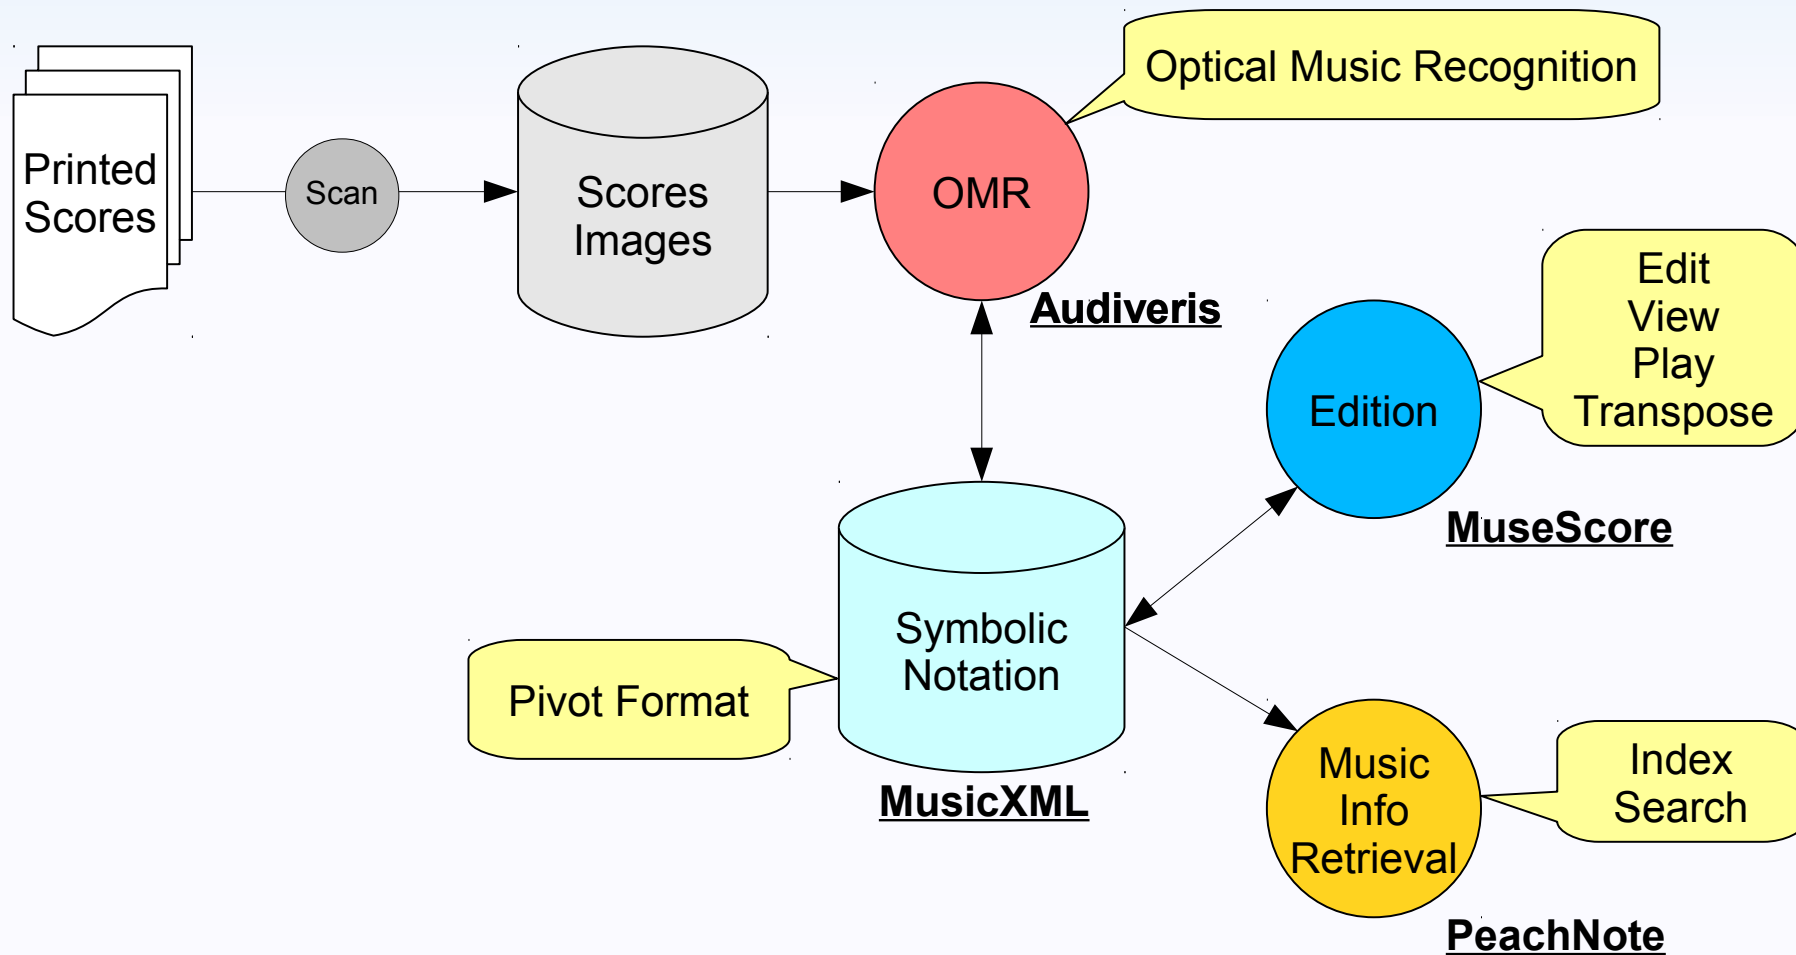 Printed
Scores
Scan
Scores
Images
OMR
Optical Music Recognition
Audiveris
Edition
Edit
View
Play
Transpose
MuseScore
Symbolic
Notation
Pivot Format
MusicXML
Music
Info
Retrieval
Index
Search
PeachNote